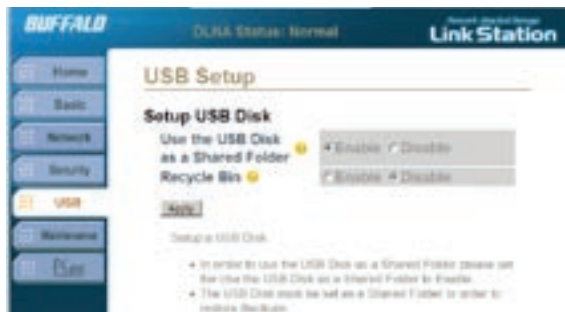 BUFFALO
DLNA Status: Normal
LinkStation
Home
Basic
Network
Security
USB
Maintenance
USB Setup
Setup USB Disk
Use the USB Disk
as a Shared Folder
Enable Disable
Recycle Bin
Enable Disable
Apply
Setup a USB Disk
In order to use the USB Disk as a Shared Folder please set
the Use the USB Disk as a Shared Folder to Enable.
The USB Disk must be set as a Shared Folder in order to
restore Backups.